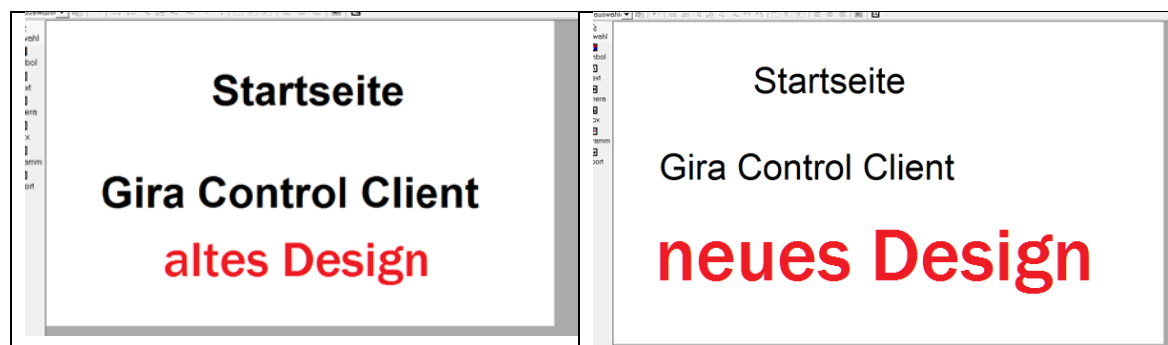 Startseite
Gira Control Client
altes Design
Startseite
Gira Control Client
neues Design